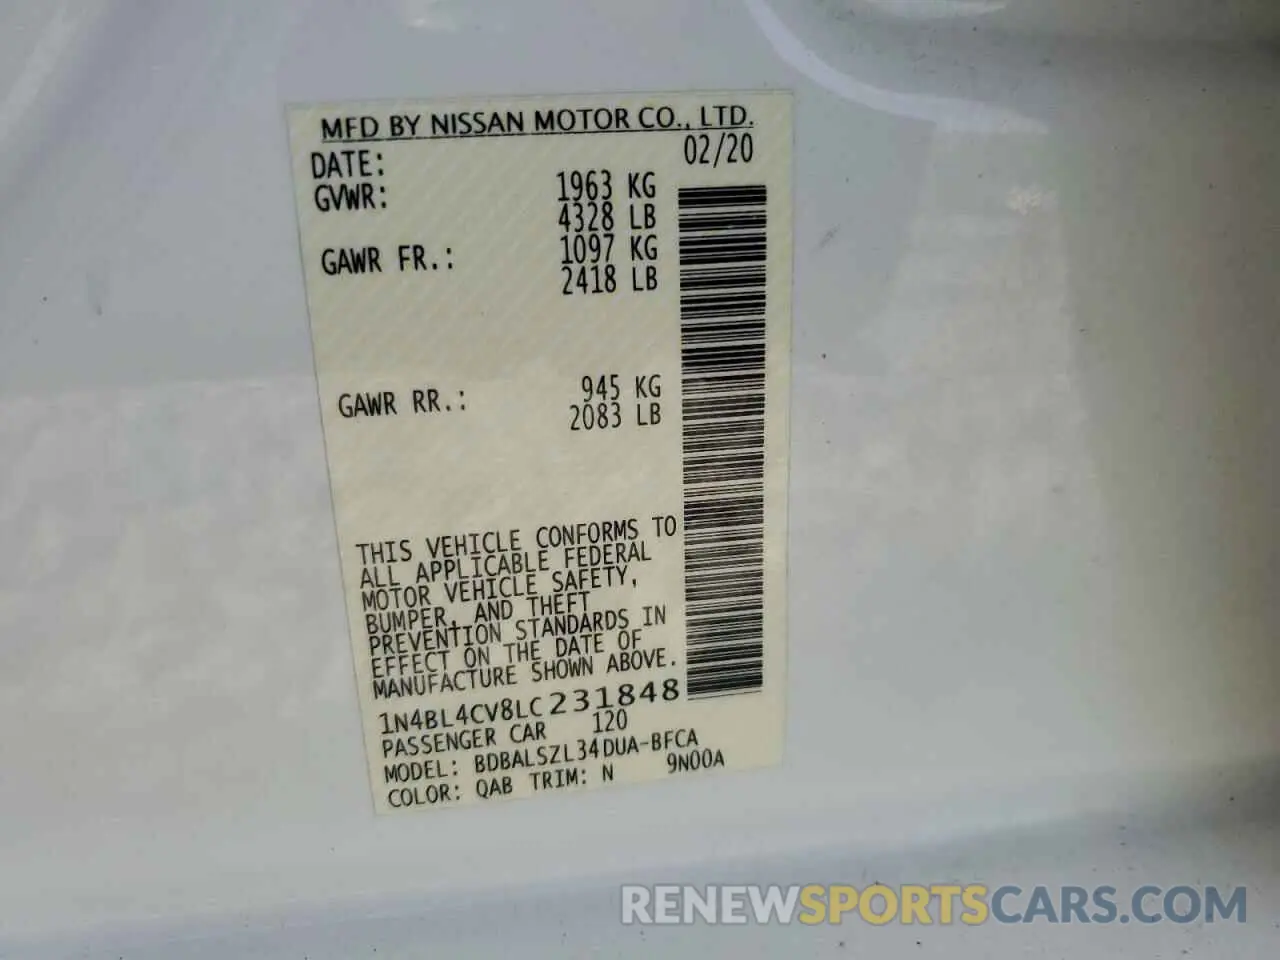 MFD BY NISSAN MOTOR CO., LTD.
DATE: 02/20
GVWR: 1963 KG
4328 LB
GAWR FR.: 1097 KG
2418 LB
GAWR RR.: 945 KG
2083 LB
THIS VEHICLE CONFORMS TO
ALL APPLICABLE FEDERAL
MOTOR VEHICLE SAFETY,
BUMPER, AND THEFT
PREVENTION STANDARDS IN
EFFECT ON THE DATE OF
MANUFACTURE SHOWN ABOVE.
1N4BL4CV8LC231848
PASSENGER CAR 120
MODEL: BDBALSZL34DUA-BFCA
COLOR: QAB TRIM: N 9N00A
RENEWSPORTSCARS.COM